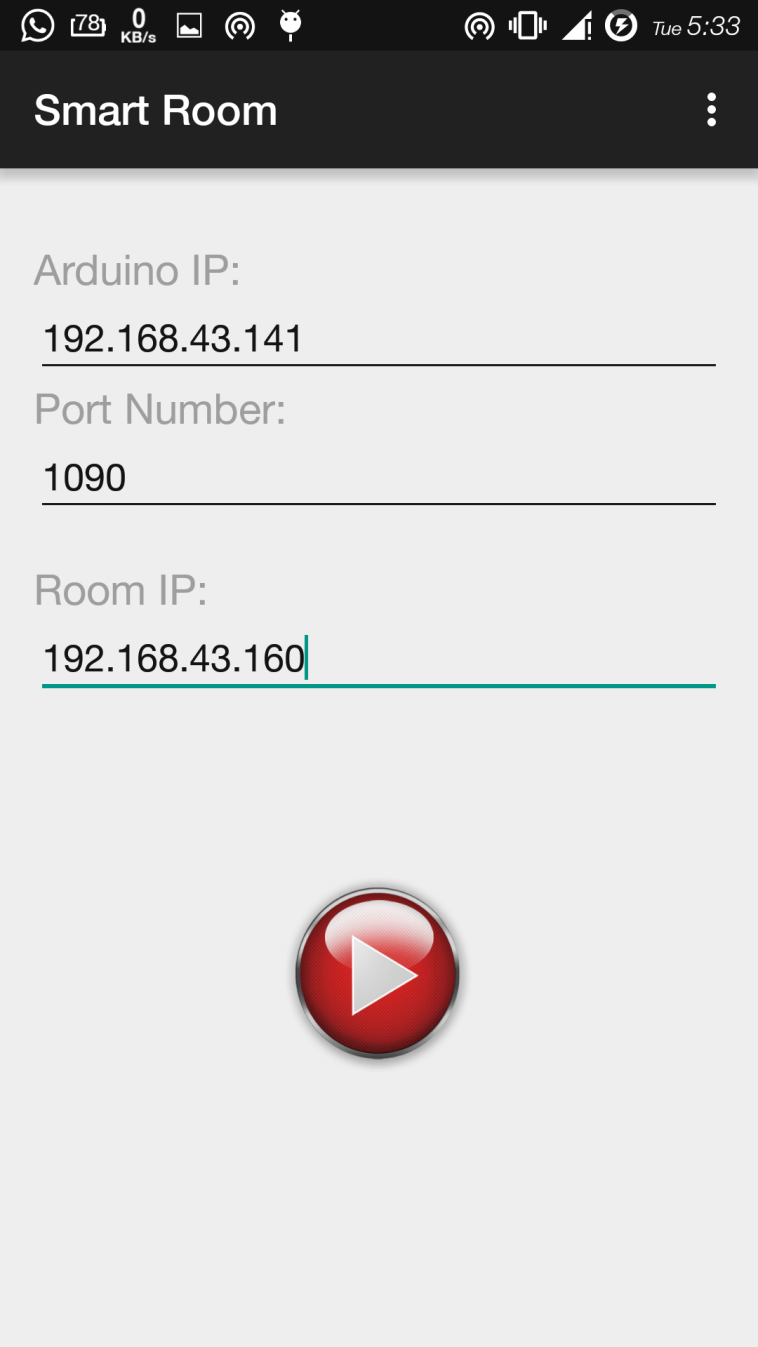 78 0 KB/s Tue 5:33
Smart Room
Arduino IP:
192.168.43.141
Port Number:
1090
Room IP:
192.168.43.160